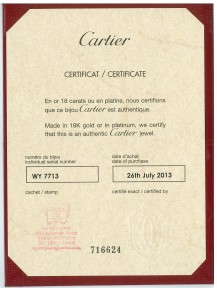 Cartier
CERTIFICAT / CERTIFICATE
En or 18 carats ou en platine, nous certifions
que ce bijou Cartier est authentique.
Made in 18K gold or in platinum, we certify
that this is an authentic Cartier jewel.
numéro du bijou
individual serial number
date d'achat
date of purchase
WY 7713
26th July 2013
cachet / stamp
certifié exact / certified by
716624